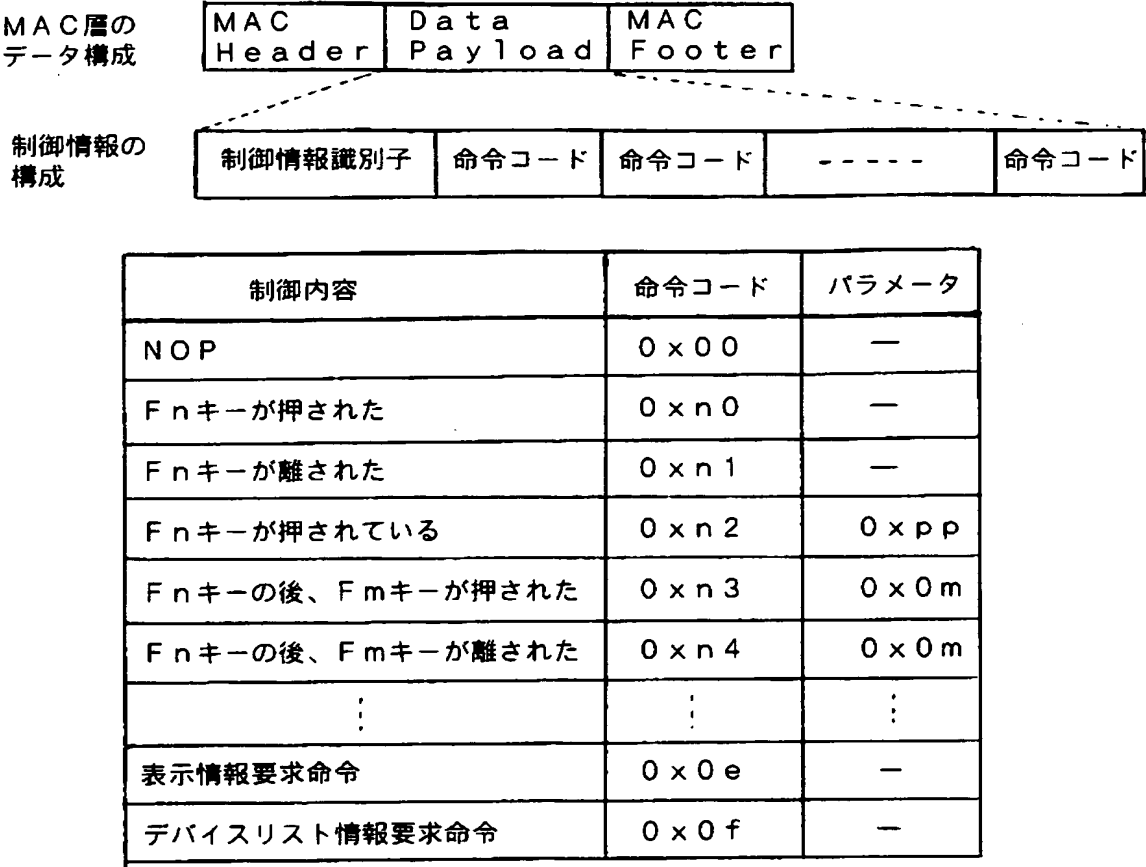 MAC層の
データ構成
MAC
Header
Data
Payload
MAC
Footer
制御情報の
構成
制御情報識別子
命令コード
命令コード
-----
命令コード
制御内容 命令コード パラメータ
NOP 0x00 —
Fnキーが押された 0xn0 —
Fnキーが離された 0xn1 —
Fnキーが押されている 0xn2 0xpp
Fnキーの後、Fmキーが押された 0xn3 0x0m
Fnキーの後、Fmキーが離された 0xn4 0x0m
⋮ ⋮ ⋮
表示情報要求命令 0x0e —
デバイスリスト情報要求命令 0x0f —